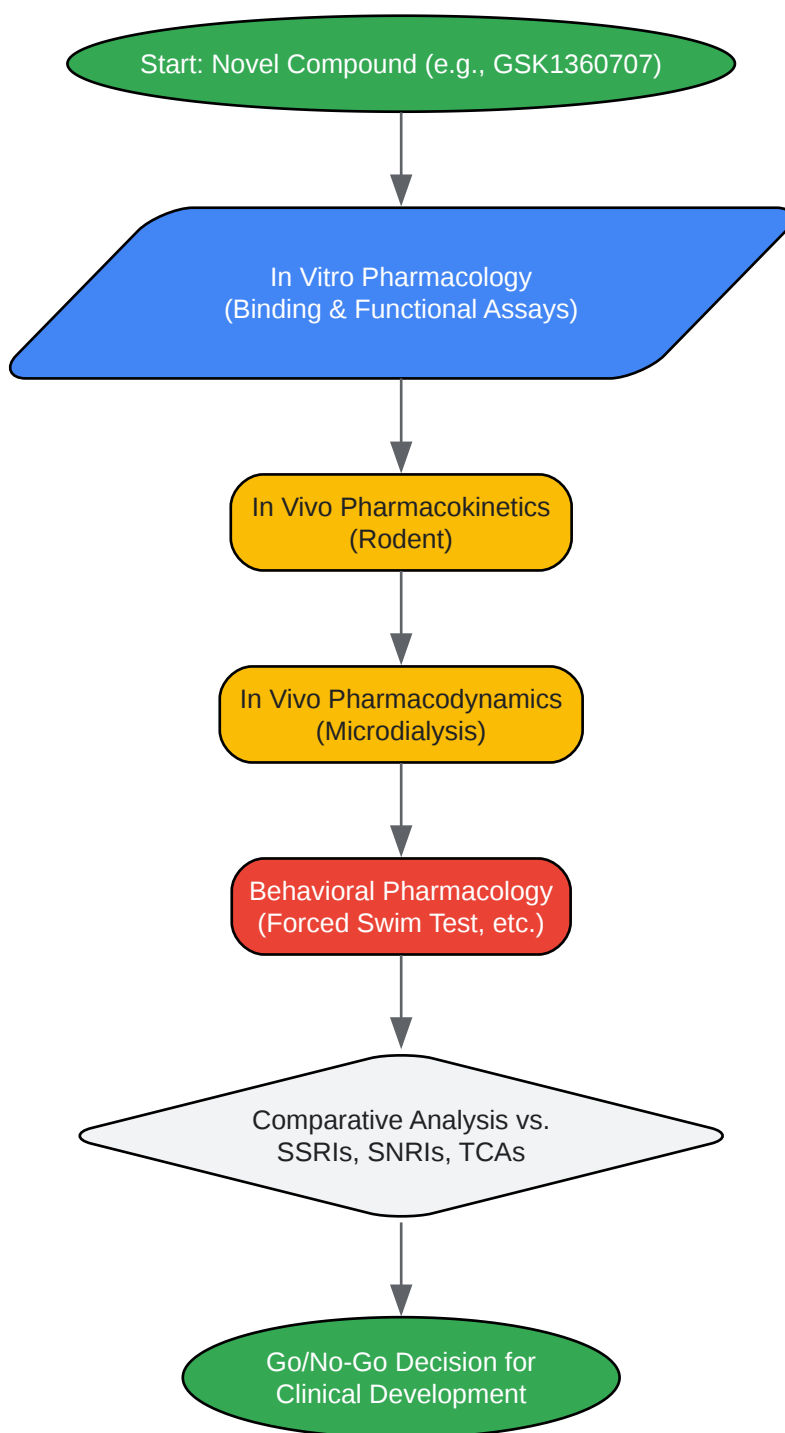 Start: Novel Compound (e.g., GSK1360707)
In Vitro Pharmacology
(Binding & Functional Assays)
In Vivo Pharmacokinetics
(Rodent)
In Vivo Pharmacodynamics
(Microdialysis)
Behavioral Pharmacology
(Forced Swim Test, etc.)
Comparative Analysis vs.
SSRIs, SNRIs, TCAs
Go/No-Go Decision for
Clinical Development